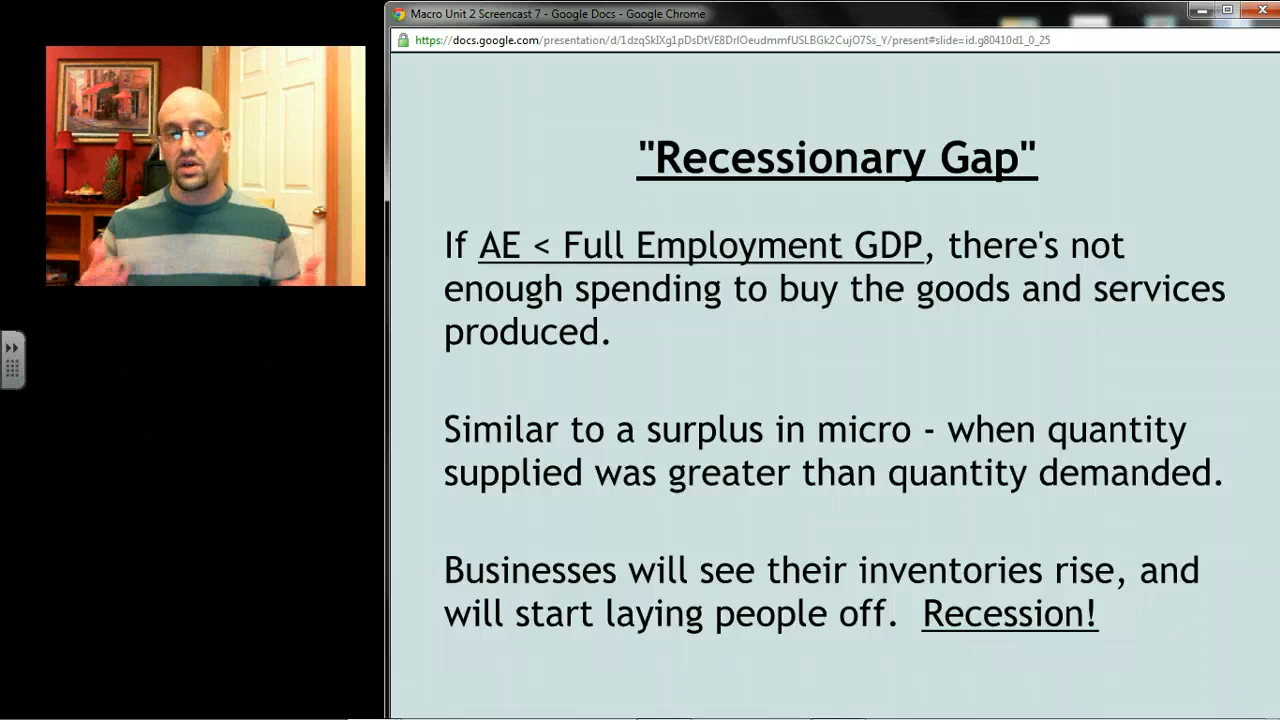 Macro Unit 2 Screencast 7 - Google Docs - Google Chrome
https://docs.google.com/presentation/d/1dzqSkIXg1pDsDtVE8DrIOeudmmfUSLBGk2CujO7Ss_Y/present#slide=id.g80410d1_0_25
"Recessionary Gap"
If AE < Full Employment GDP, there's not
enough spending to buy the goods and services
produced.
Similar to a surplus in micro - when quantity
supplied was greater than quantity demanded.
Businesses will see their inventories rise, and
will start laying people off. Recession!